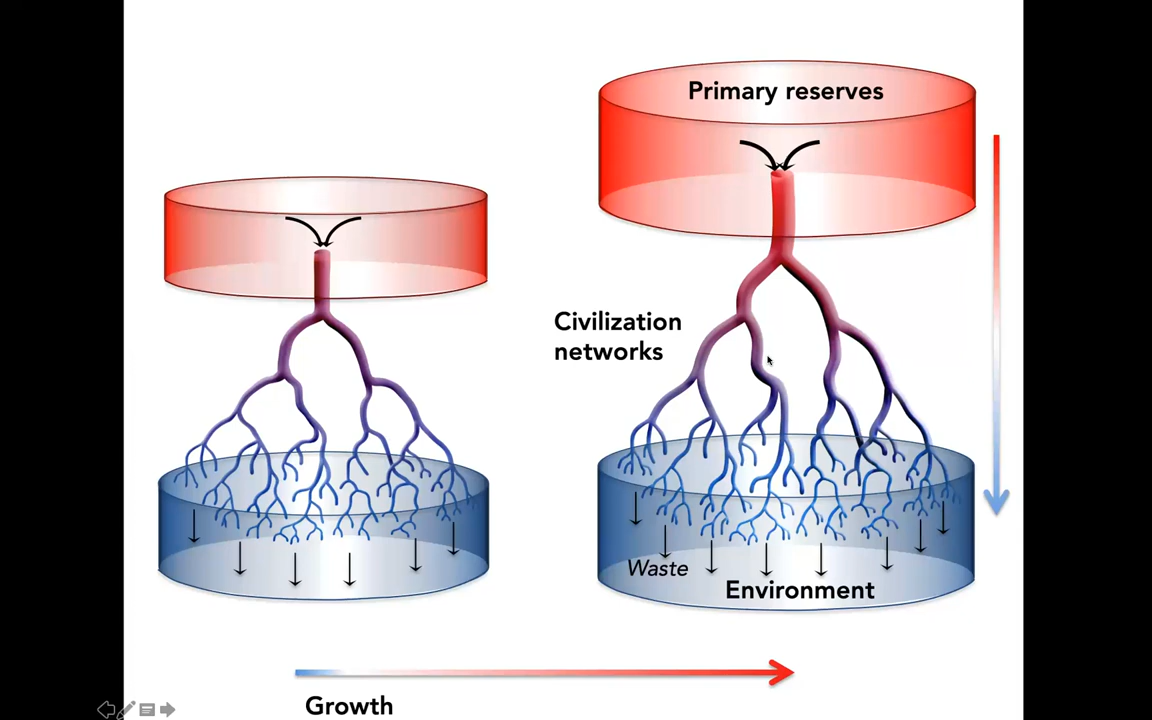 Primary reserves
Civilization
networks
Waste
Environment
Growth